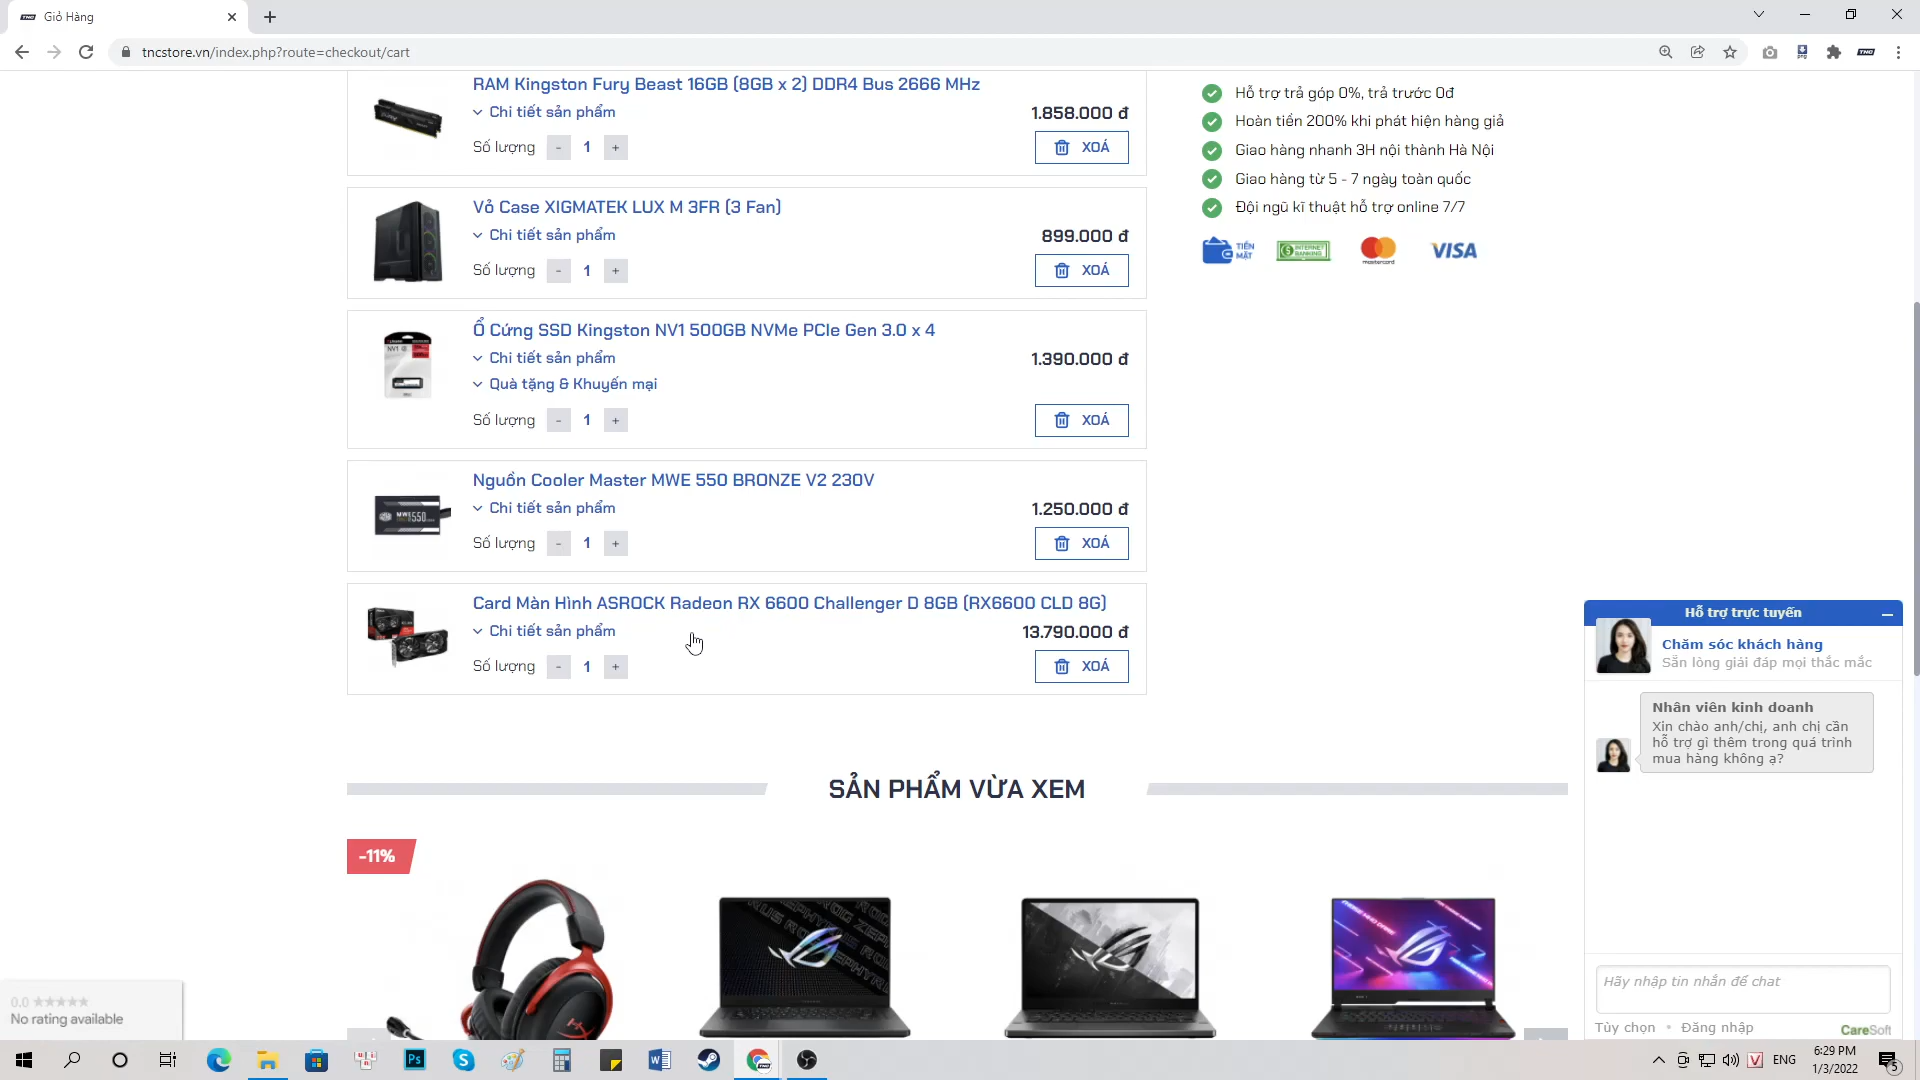 Giỏ Hàng
tncstore.vn/index.php?route=checkout/cart
RAM Kingston Fury Beast 16GB (8GB x 2) DDR4 Bus 2666 MHz
Chi tiết sản phẩm
1.858.000 đ
Số lượng - 1 + XOÁ
Vỏ Case XIGMATEK LUX M 3FR (3 Fan)
Chi tiết sản phẩm
899.000 đ
Số lượng - 1 + XOÁ
Ổ Cứng SSD Kingston NV1 500GB NVMe PCIe Gen 3.0 x 4
Chi tiết sản phẩm
1.390.000 đ
Quà tặng & Khuyến mại
Số lượng - 1 + XOÁ
Nguồn Cooler Master MWE 550 BRONZE V2 230V
Chi tiết sản phẩm
1.250.000 đ
Số lượng - 1 + XOÁ
Card Màn Hình ASROCK Radeon RX 6600 Challenger D 8GB (RX6600 CLD 8G)
Chi tiết sản phẩm
13.790.000 đ
Số lượng - 1 + XOÁ
Hỗ trợ trả góp 0%, trả trước 0đ
Hoàn tiền 200% khi phát hiện hàng giả
Giao hàng nhanh 3H nội thành Hà Nội
Giao hàng từ 5 - 7 ngày toàn quốc
Đội ngũ kĩ thuật hỗ trợ online 7/7
TIỀN MẶT
INTERNET BANKING
mastercard
VISA
SẢN PHẨM VỪA XEM
-11%
Hỗ trợ trực tuyến
Chăm sóc khách hàng
Sẵn lòng giải đáp mọi thắc mắc
Nhân viên kinh doanh
Xin chào anh/chị, anh chị cần
hỗ trợ gì thêm trong quá trình
mua hàng không ạ?
Hãy nhập tin nhắn để chat
Tùy chọn • Đăng nhập
CareSoft
0.0
No rating available
ENG
6:29 PM
1/3/2022
5